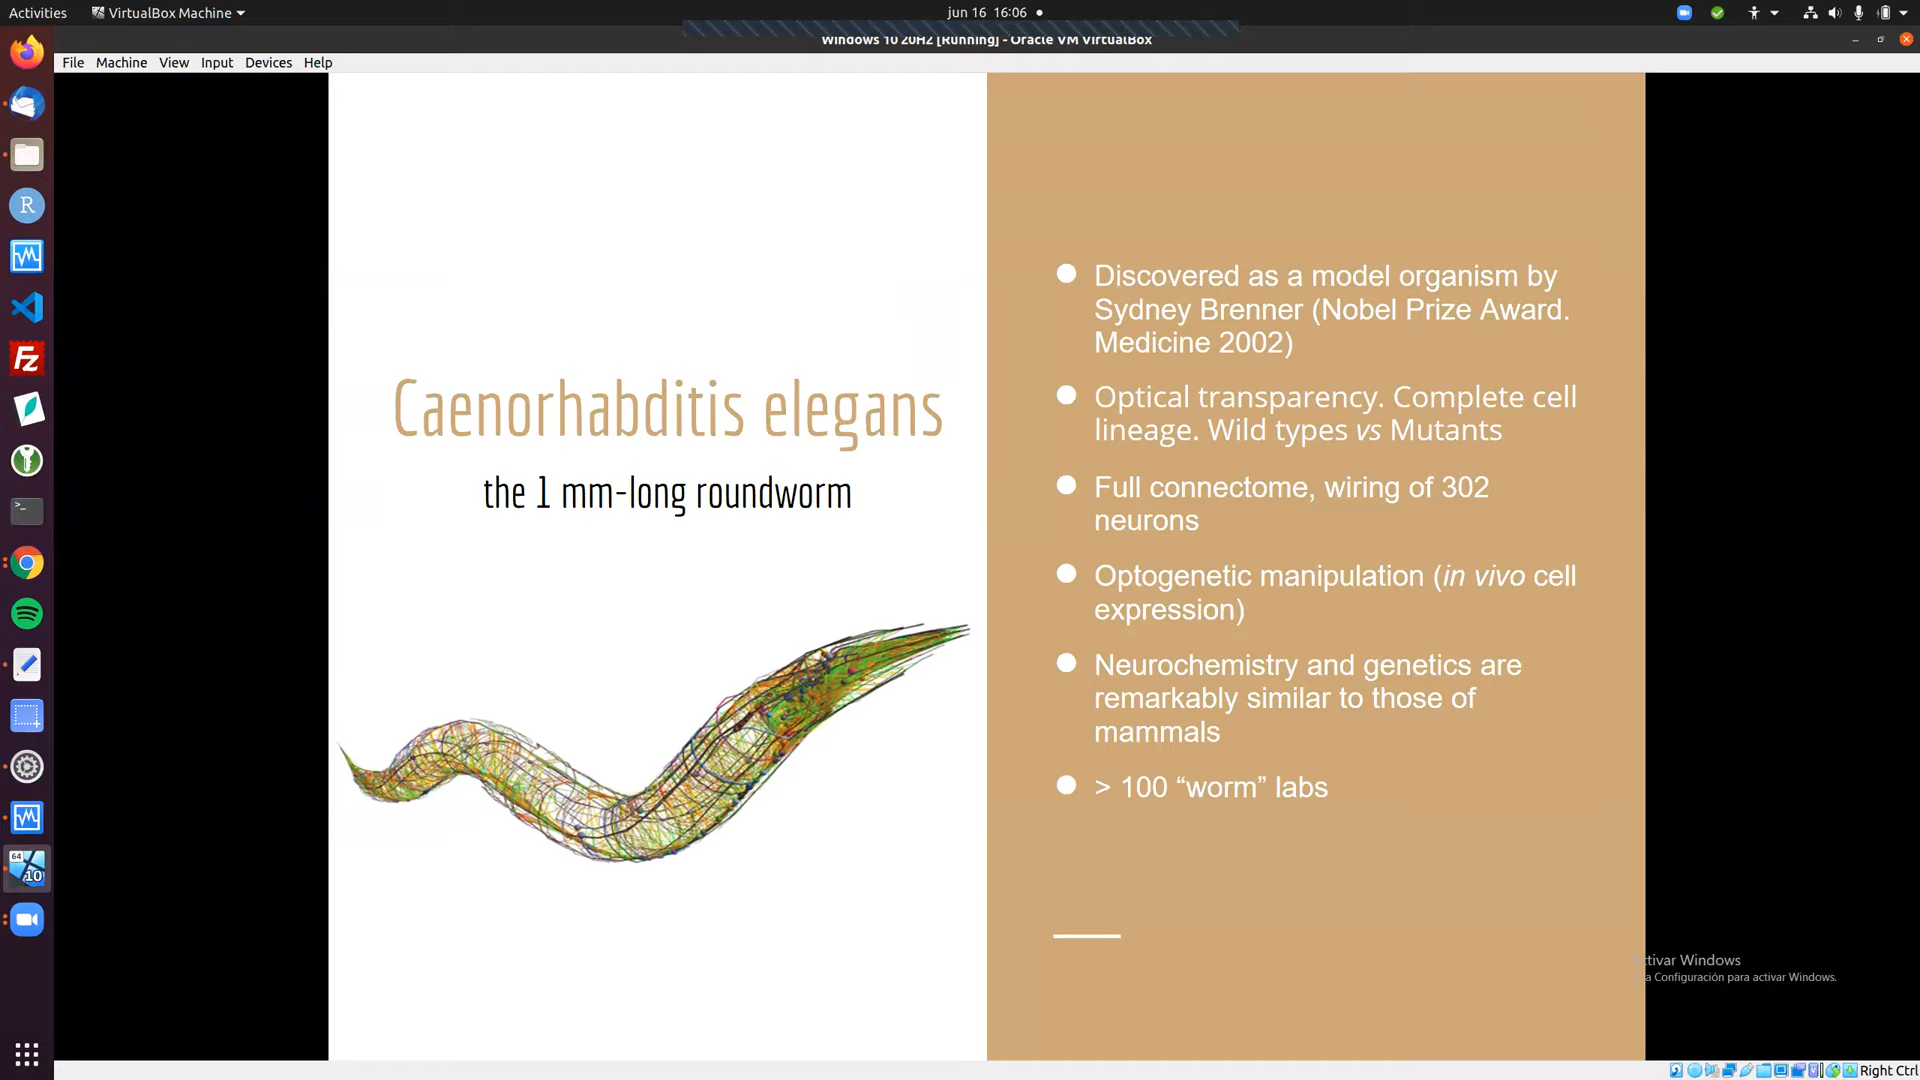 Activities
VirtualBox Machine
jun 16 16:06
Windows 10 20H2 [Running] - Oracle VM VirtualBox
File Machine View Input Devices Help
Caenorhabditis elegans
the 1 mm-long roundworm
Discovered as a model organism by
Sydney Brenner (Nobel Prize Award.
Medicine 2002)
Optical transparency. Complete cell
lineage. Wild types vs Mutants
Full connectome, wiring of 302
neurons
Optogenetic manipulation (in vivo cell
expression)
Neurochemistry and genetics are
remarkably similar to those of
mammals
> 100 “worm” labs
R
Fz
>_
64
10
ctivar Windows
a Configuración para activar Windows.
Right Ctrl